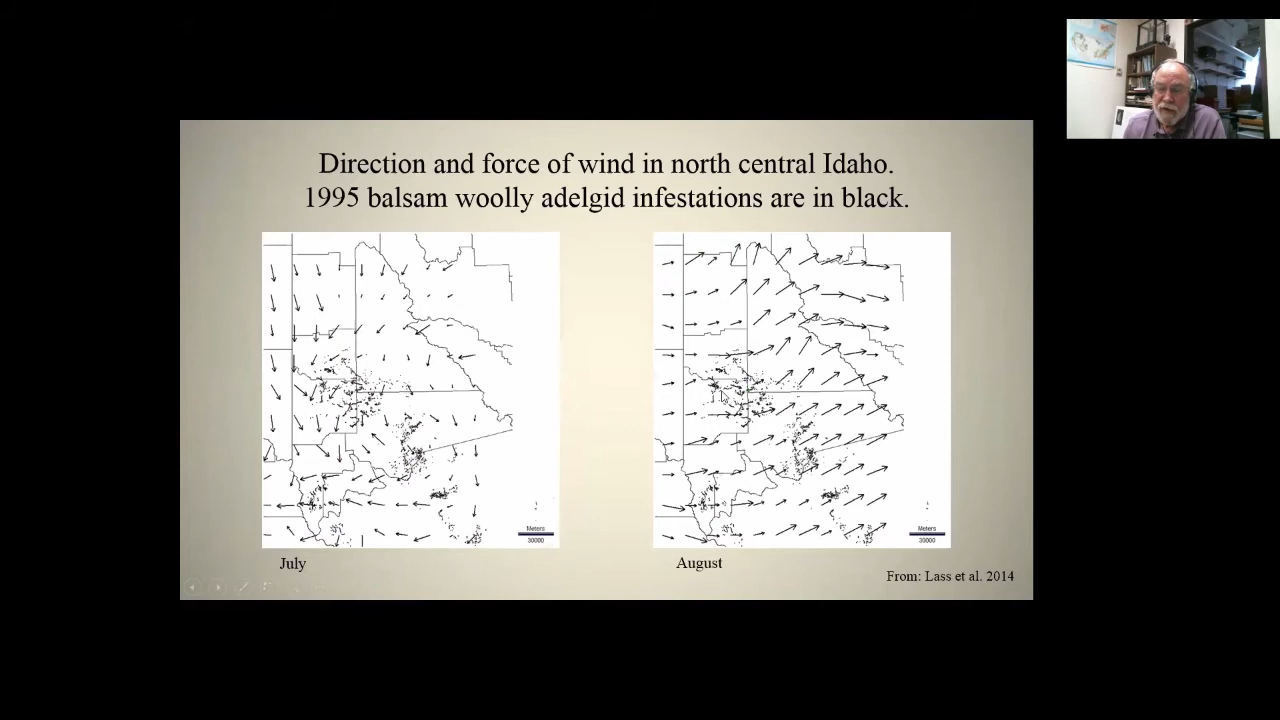 Direction and force of wind in north central Idaho.
1995 balsam woolly adelgid infestations are in black.
Meters
30000
Meters
30000
July
August
From: Lass et al. 2014